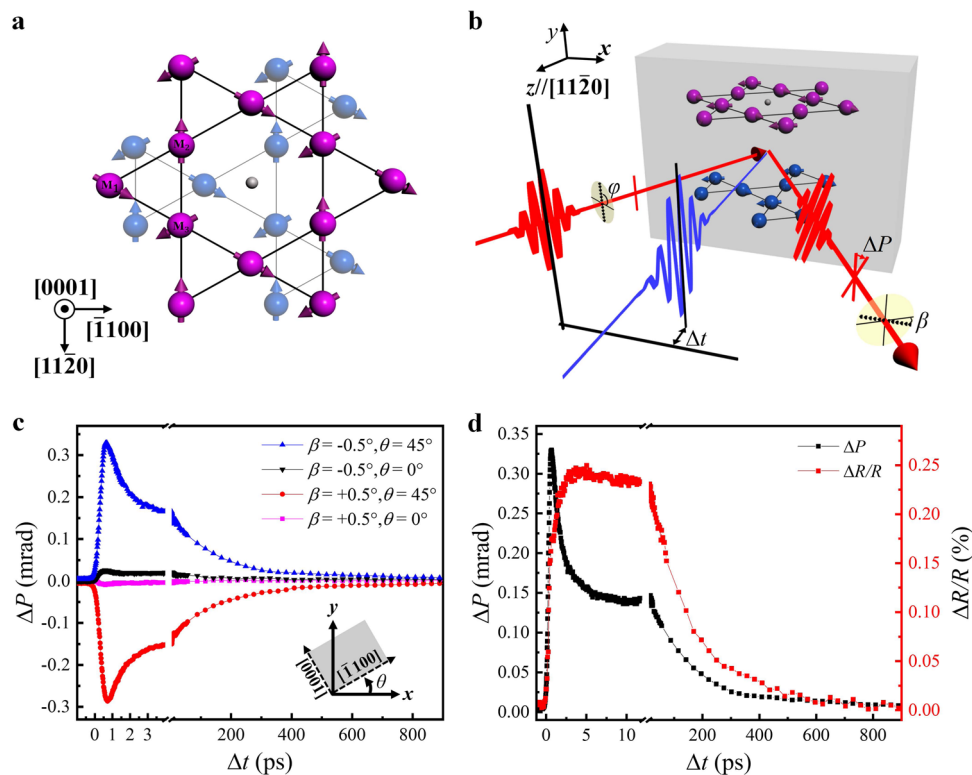 a
M₂
M₁
M₃
[0001]
[1̄100]
[112̄0]
b
y
x
z//[112̄0]
φ
ΔP
β
Δt
c
ΔP (mrad)
0.3
0.2
0.1
0.0
-0.1
-0.2
-0.3
β = -0.5°, θ = 45°
β = -0.5°, θ = 0°
β = +0.5°, θ = 45°
β = +0.5°, θ = 0°
y
[0001]
[1̄100]
θ
x
0 1 2 3 200 400 600 800
Δt (ps)
d
ΔP (mrad)
0.35
0.30
0.25
0.20
0.15
0.10
0.05
0.00
ΔP
ΔR/R
0.25
0.20
0.15
0.10
0.05
0.00
ΔR/R (%)
0 5 10 200 400 600 800
Δt (ps)